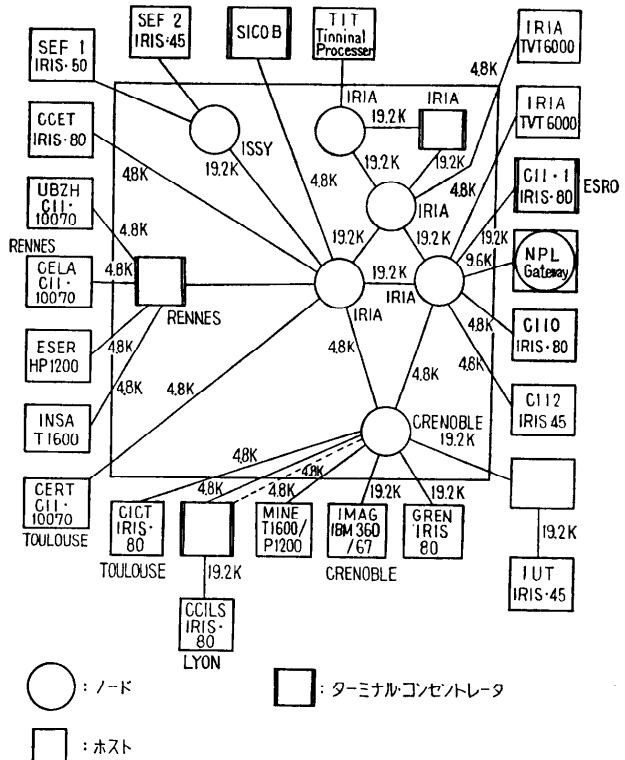 SEF 1
IRIS·50
SEF 2
IRIS·45
SICOB
TIT
Tinninal
Processer
IRIA
TVT6000
4.8K
CCET
IRIS·80
ISSY
19.2K
IRIA
19.2K
IRIA
19.2K
19.2K
IRIA
TVT6000
4.8K
4.8K
4.8K
IRIA
CII·1
IRIS·80
ESRO
UBZH
CII·
10070
4.8K
RENNES
CELA
CII·
10070
4.8K
RENNES
19.2K
19.2K
19.2K
19.2K
9.6K
IRIA
IRIA
NPL
Gateway
ESER
HP1200
4.8K
4.8K
4.8K
CII0
IRIS·80
INSA
T1600
4.8K
4.8K
4.8K
4.8K
CII2
IRIS45
GRENOBLE
19.2K
CERT
CII·
10070
TOULOUSE
4.8K
4.8K
4.8K
4.8K
19.2K
19.2K
CICT
IRIS·
80
TOULOUSE
MINE
T1600/
P1200
IMAG
IBM360
/67
GREN
IRIS
80
GRENOBLE
19.2K
19.2K
IUT
IRIS·45
CCILS
IRIS·
80
LYON
:ノード
:ターミナル・コンセントレータ
:ホスト